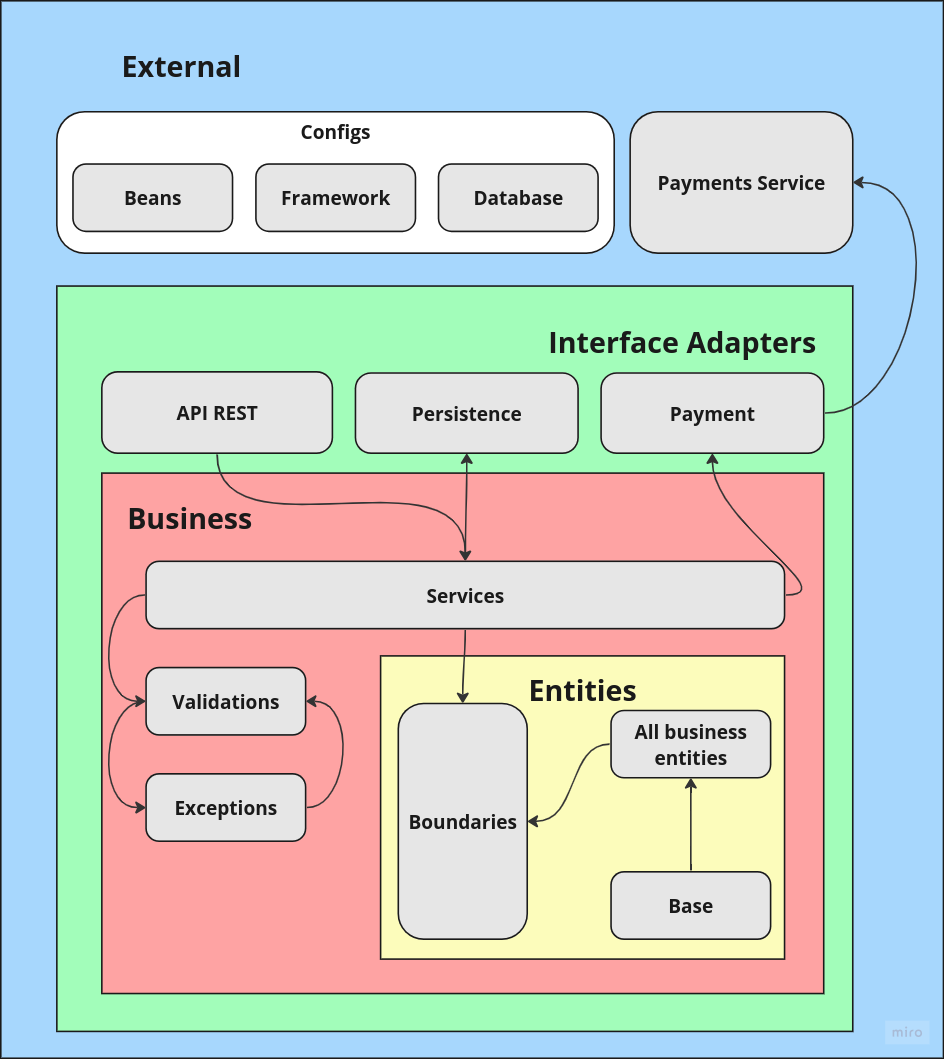 External
Configs
Beans
Framework
Database
Payments Service
Interface Adapters
API REST
Persistence
Payment
Business
Services
Validations
Exceptions
Entities
Boundaries
All business
entities
Base
miro